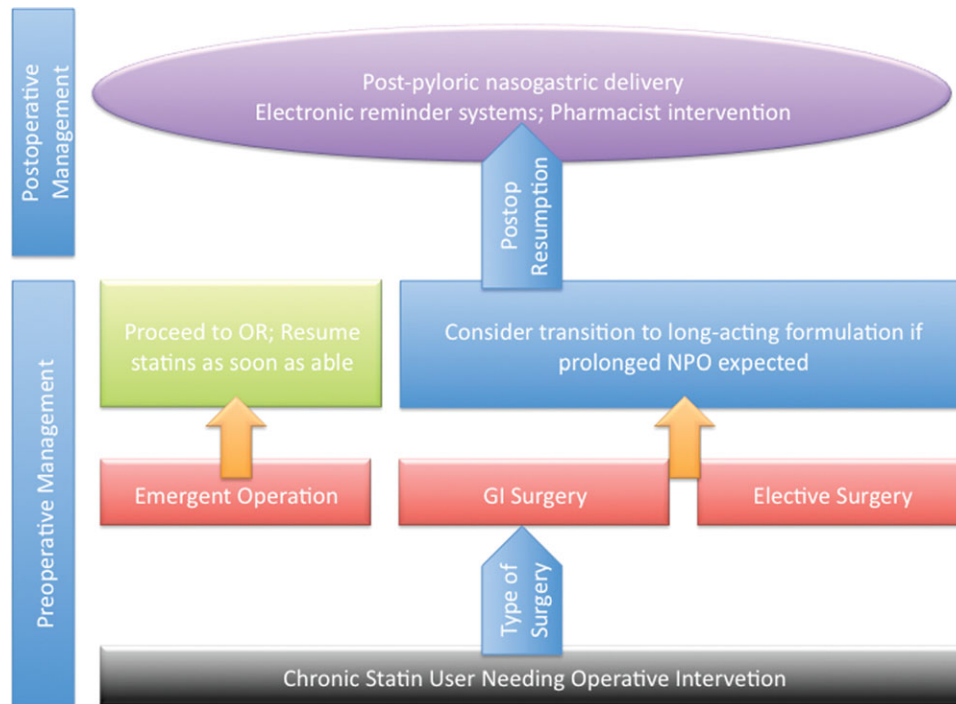 Postoperative
Management
Post-pyloric nasogastric delivery
Electronic reminder systems; Pharmacist intervention
Postop
Resumption
Preoperative Management
Proceed to OR; Resume
statins as soon as able
Consider transition to long-acting formulation if
prolonged NPO expected
Emergent Operation
GI Surgery
Elective Surgery
Type of
Surgery
Chronic Statin User Needing Operative Intervetion